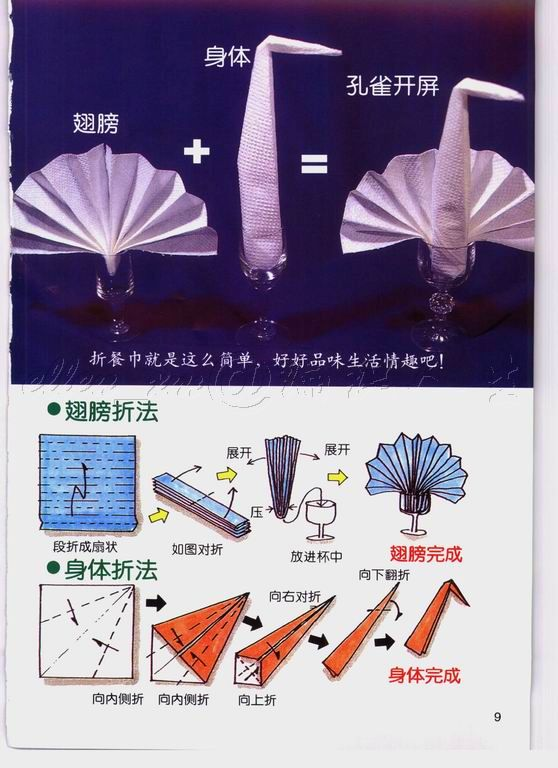 身体
孔雀开屏
翅膀
+
=
折餐巾就是这么简单，好好品味生活情趣吧！
●翅膀折法
展开
展开
压
段折成扇状
如图对折
放进杯中
翅膀完成
●身体折法
向下翻折
向右对折
向内侧折
向内侧折
向上折
身体完成
9